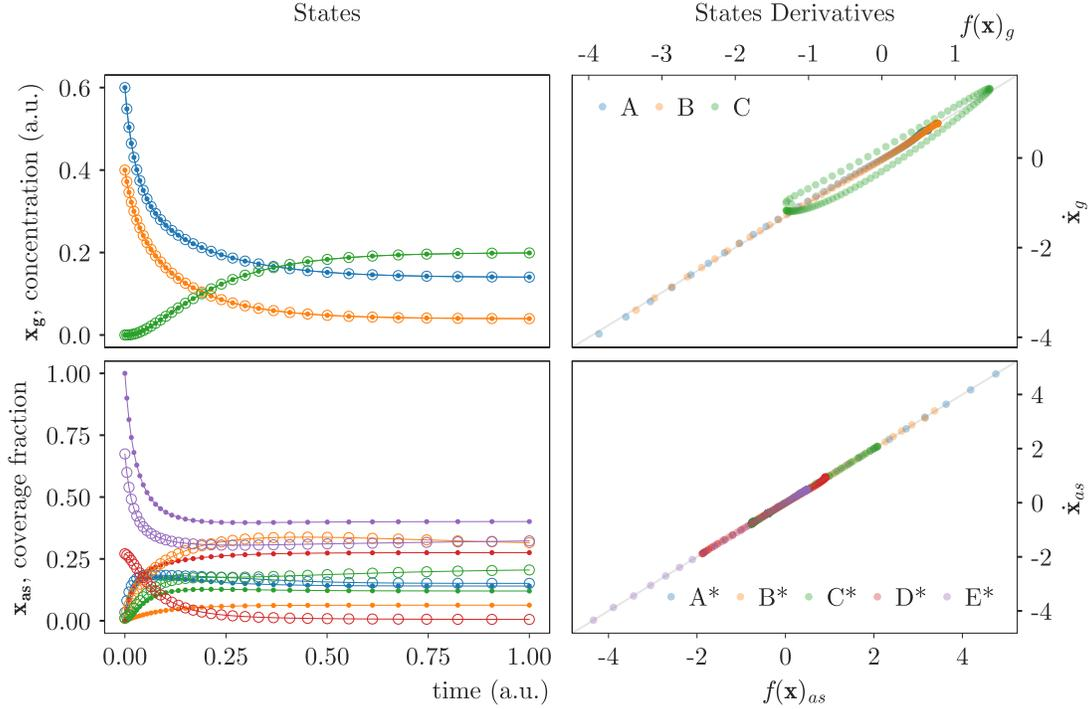 States
States Derivatives
f(x)g
-4 -3 -2 -1 0 1
A B C
0.6
0.4
0.2
0.0
xg, concentration (a.u.)
0
−2
-4
ẋg
1.00
0.75
0.50
0.25
0.00
xas, coverage fraction
0.00 0.25 0.50 0.75 1.00
time (a.u.)
4
2
0
−2
-4
ẋas
A* B* C* D* E*
-4 -2 0 2 4
f(x)as